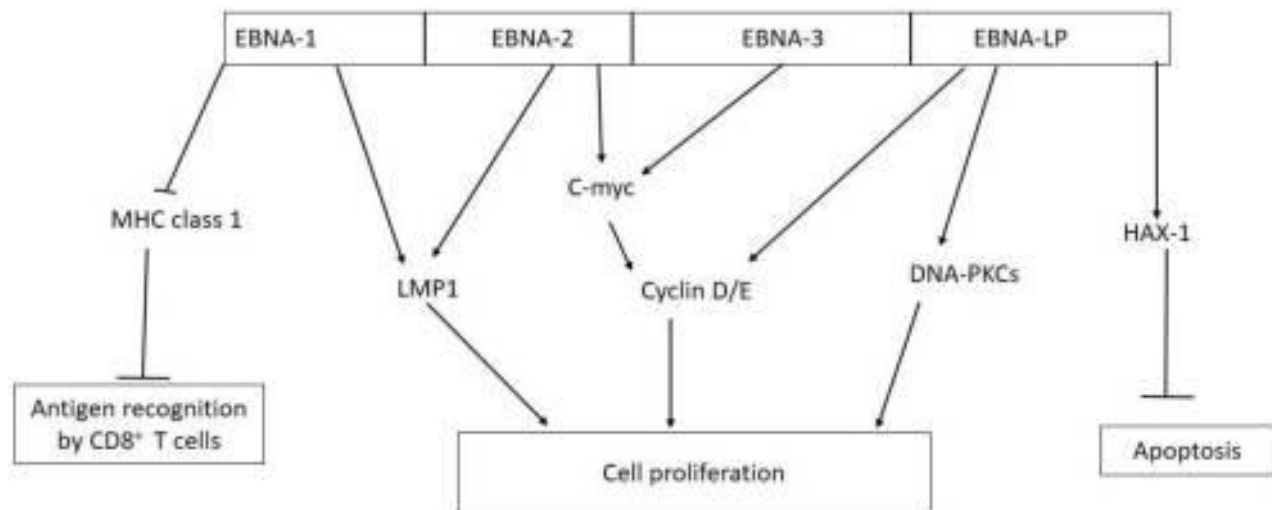 EBNA-1
EBNA-2
EBNA-3
EBNA-LP
C-myc
MHC class 1
HAX-1
LMP1
Cyclin D/E
DNA-PKCs
Antigen recognition
by CD8⁺ T cells
Cell proliferation
Apoptosis